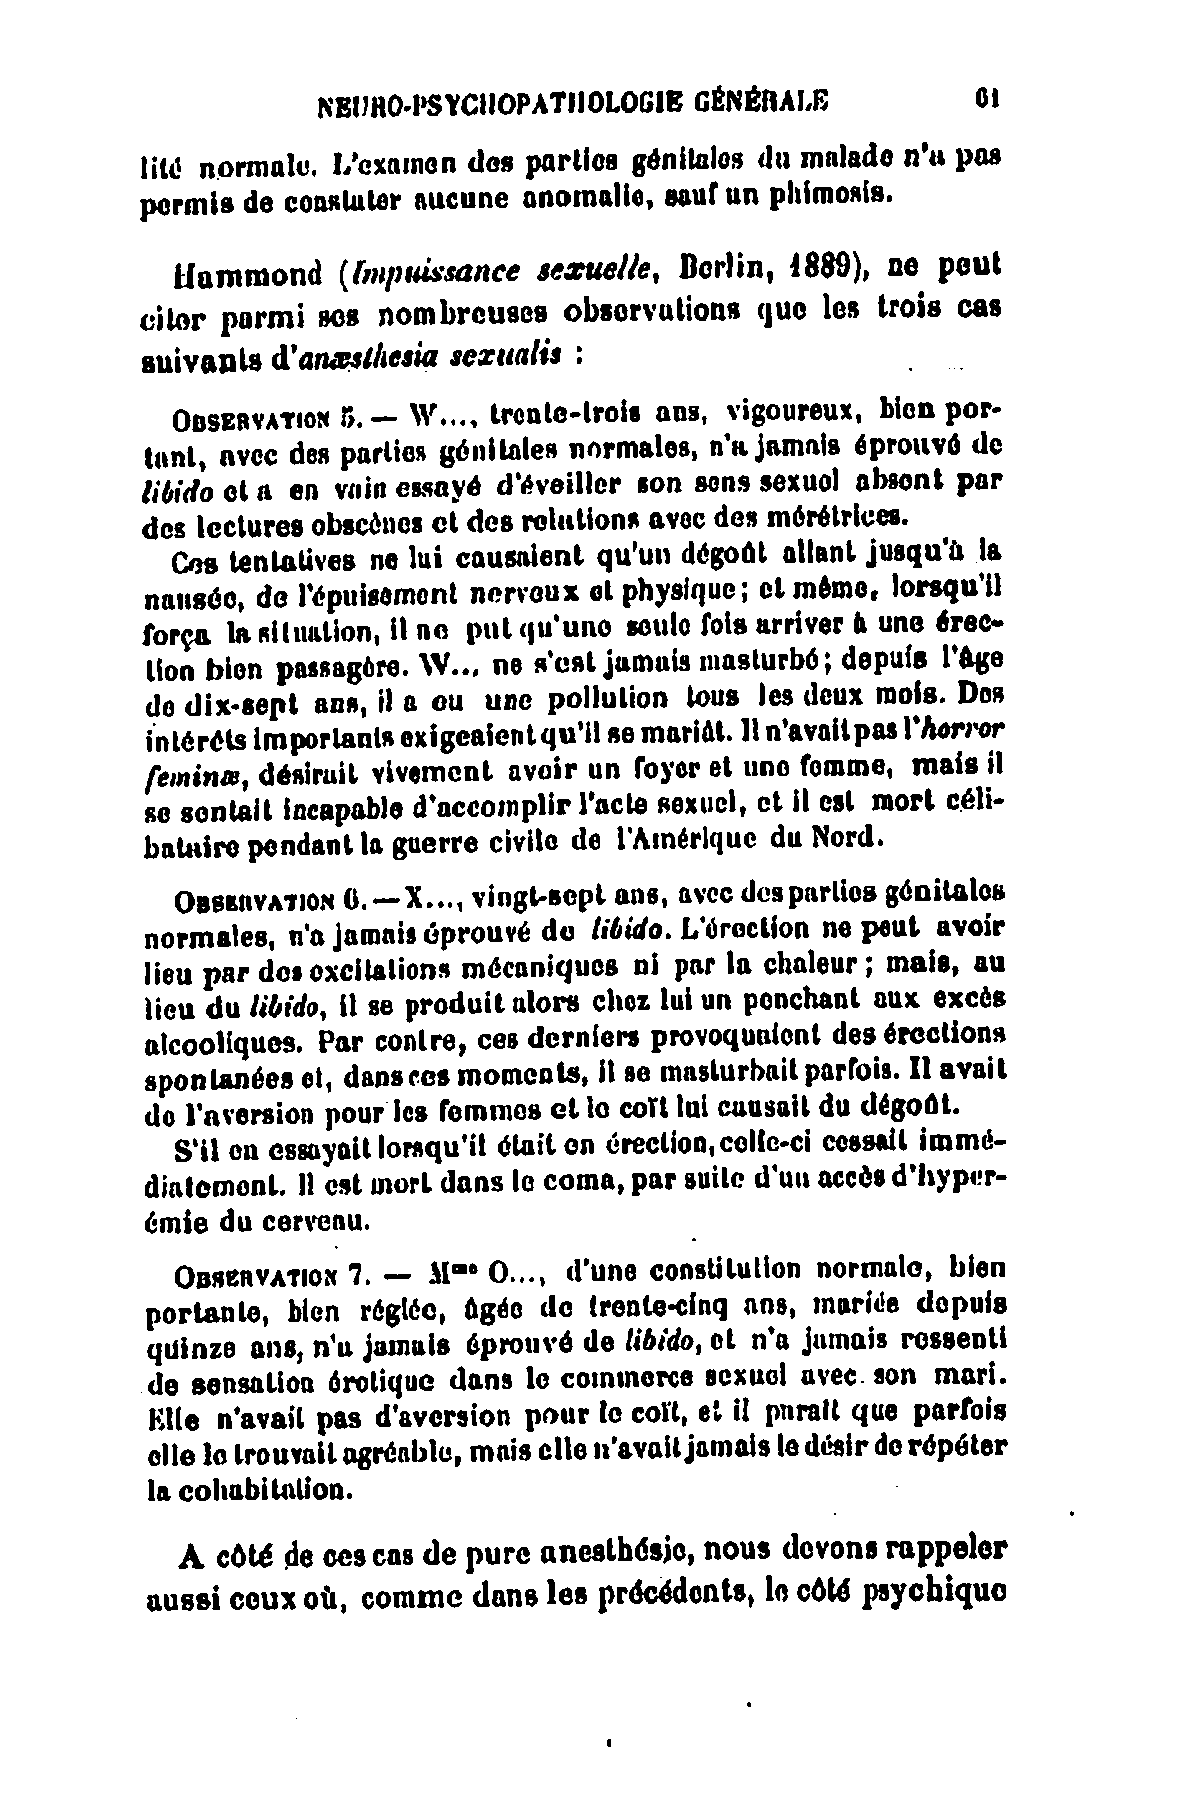 NEURO-PSYCHOPATHOLOGIE GÉNÉRALE 61
lité normale. L'examen des parties génitales du malade n'a pas
permis de constater aucune anomalie, sauf un phimosis.
Hammond (Impuissance sexuelle, Berlin, 1889), ne peut
citer parmi ses nombreuses observations que les trois cas
suivants d'anæsthesia sexualis :
OBSERVATION 5. — W..., trente-trois ans, vigoureux, bien por-
tant, avec des parties génitales normales, n'a jamais éprouvé de
libido et a en vain essayé d'éveiller son sens sexuel absent par
des lectures obscènes et des relations avec des mérétrices.
Ces tentatives ne lui causaient qu'un dégoût allant jusqu'à la
nausée, de l'épuisement nerveux et physique; et même, lorsqu'il
força la situation, il ne put qu'une seule fois arriver à une érec-
tion bien passagère. W... ne s'est jamais masturbé; depuis l'âge
de dix-sept ans, il a eu une pollution tous les deux mois. Des
intérêts importants exigeaient qu'il se mariât. Il n'avait pas l'horror
feminæ, désirait vivement avoir un foyer et une femme, mais il
se sentait incapable d'accomplir l'acte sexuel, et il est mort céli-
bataire pendant la guerre civile de l'Amérique du Nord.
OBSERVATION 6. — X..., vingt-sept ans, avec des parties génitales
normales, n'a jamais éprouvé de libido. L'érection ne peut avoir
lieu par des excitations mécaniques ni par la chaleur; mais, au
lieu du libido, il se produit alors chez lui un penchant aux excès
alcooliques. Par contre, ces derniers provoquaient des érections
spontanées et, dans ces moments, il se masturbait parfois. Il avait
de l'aversion pour les femmes et le coït lui causait du dégoût.
S'il en essayait lorsqu'il était en érection, celle-ci cessait immé-
diatement. Il est mort dans le coma, par suite d'un accès d'hyper-
émie du cerveau.
OBSERVATION 7. — Mme O..., d'une constitution normale, bien
portante, bien réglée, âgée de trente-cinq ans, mariée depuis
quinze ans, n'a jamais éprouvé de libido, et n'a jamais ressenti
de sensation érotique dans le commerce sexuel avec son mari.
Elle n'avait pas d'aversion pour le coït, et il paraît que parfois
elle le trouvait agréable, mais elle n'avait jamais le désir de répéter
la cohabitation.
A côté de ces cas de pure anesthésie, nous devons rappeler
aussi ceux où, comme dans les précédents, le côté psychique